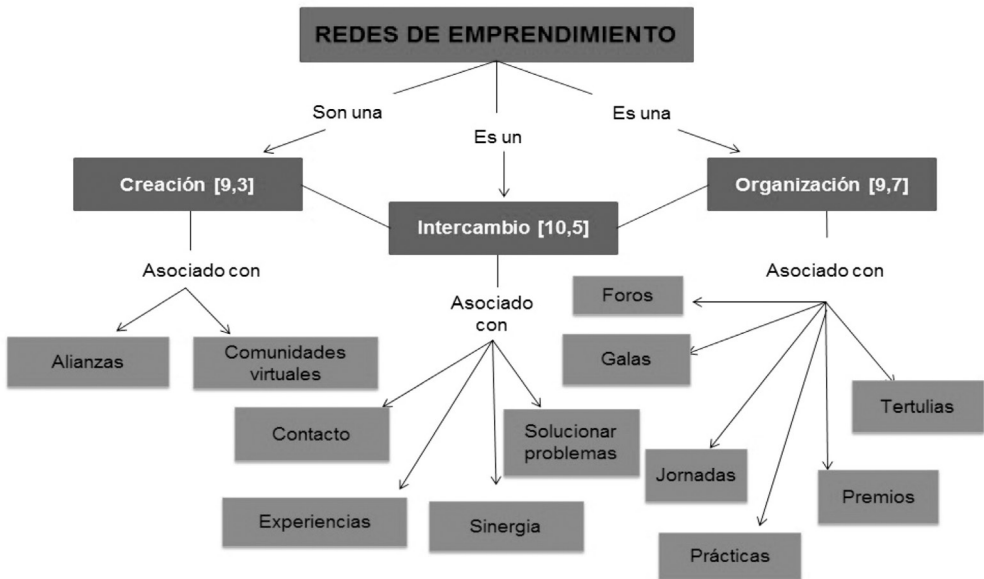 REDES DE EMPRENDIMIENTO
Son una
Es un
Es una
Creación [9,3]
Intercambio [10,5]
Organización [9,7]
Asociado con
Asociado
con
Asociado con
Alianzas
Comunidades
virtuales
Contacto
Experiencias
Sinergia
Solucionar
problemas
Foros
Galas
Jornadas
Prácticas
Premios
Tertulias